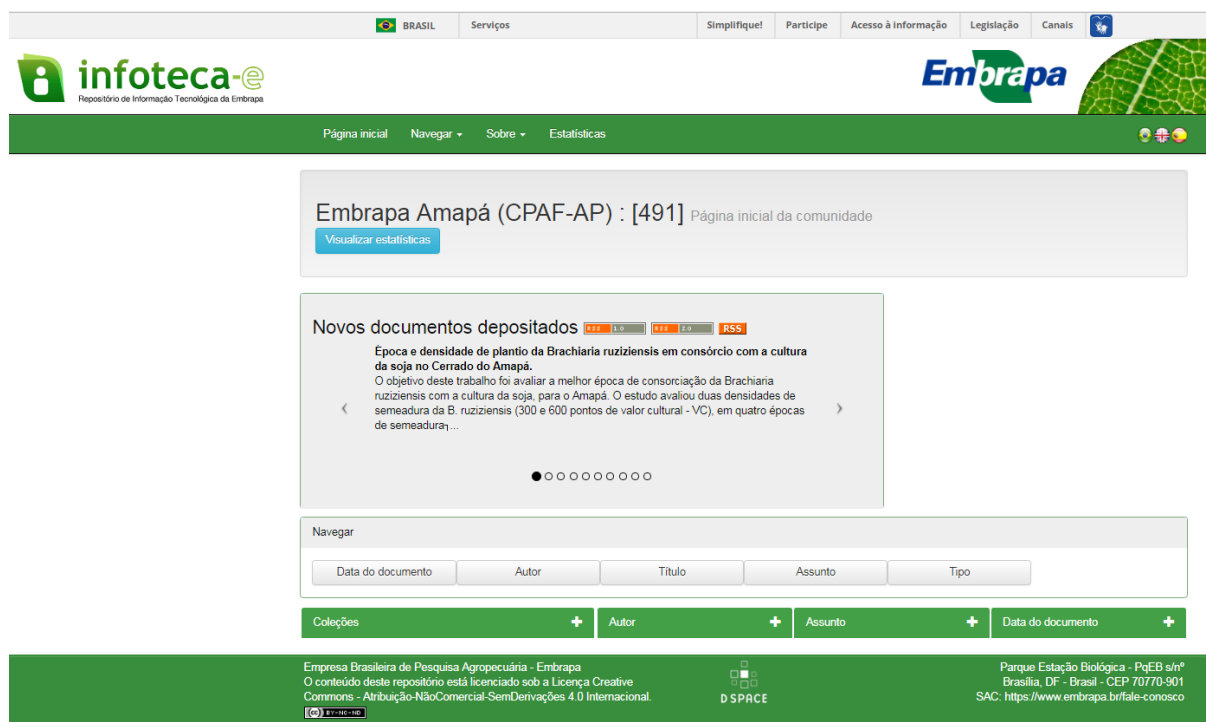 BRASIL Serviços Simplifique! Participe Acesso à informação Legislação Canais
infoteca-e
Repositório de Informação Tecnológica da Embrapa
Embrapa
Página inicial Navegar Sobre Estatísticas
Embrapa Amapá (CPAF-AP) : [491] Página inicial da comunidade
Visualizar estatísticas
Novos documentos depositados RSS 1.0 RSS 2.0 RSS
Época e densidade de plantio da Brachiaria ruziziensis em consórcio com a cultura
da soja no Cerrado do Amapá.
O objetivo deste trabalho foi avaliar a melhor época de consorciação da Brachiaria
ruziziensis com a cultura da soja, para o Amapá. O estudo avaliou duas densidades de
semeadura da B. ruziziensis (300 e 600 pontos de valor cultural - VC), em quatro épocas
de semeadura┐...
Navegar
Data do documento Autor Título Assunto Tipo
Coleções Autor Assunto Data do documento
Empresa Brasileira de Pesquisa Agropecuária - Embrapa
O conteúdo deste repositório está licenciado sob a Licença Creative
Commons - Atribuição-NãoComercial-SemDerivações 4.0 Internacional.
(cc) BY-NC-ND
DSPACE
Parque Estação Biológica - PqEB s/nº
Brasília, DF - Brasil - CEP 70770-901
SAC: https://www.embrapa.br/fale-conosco